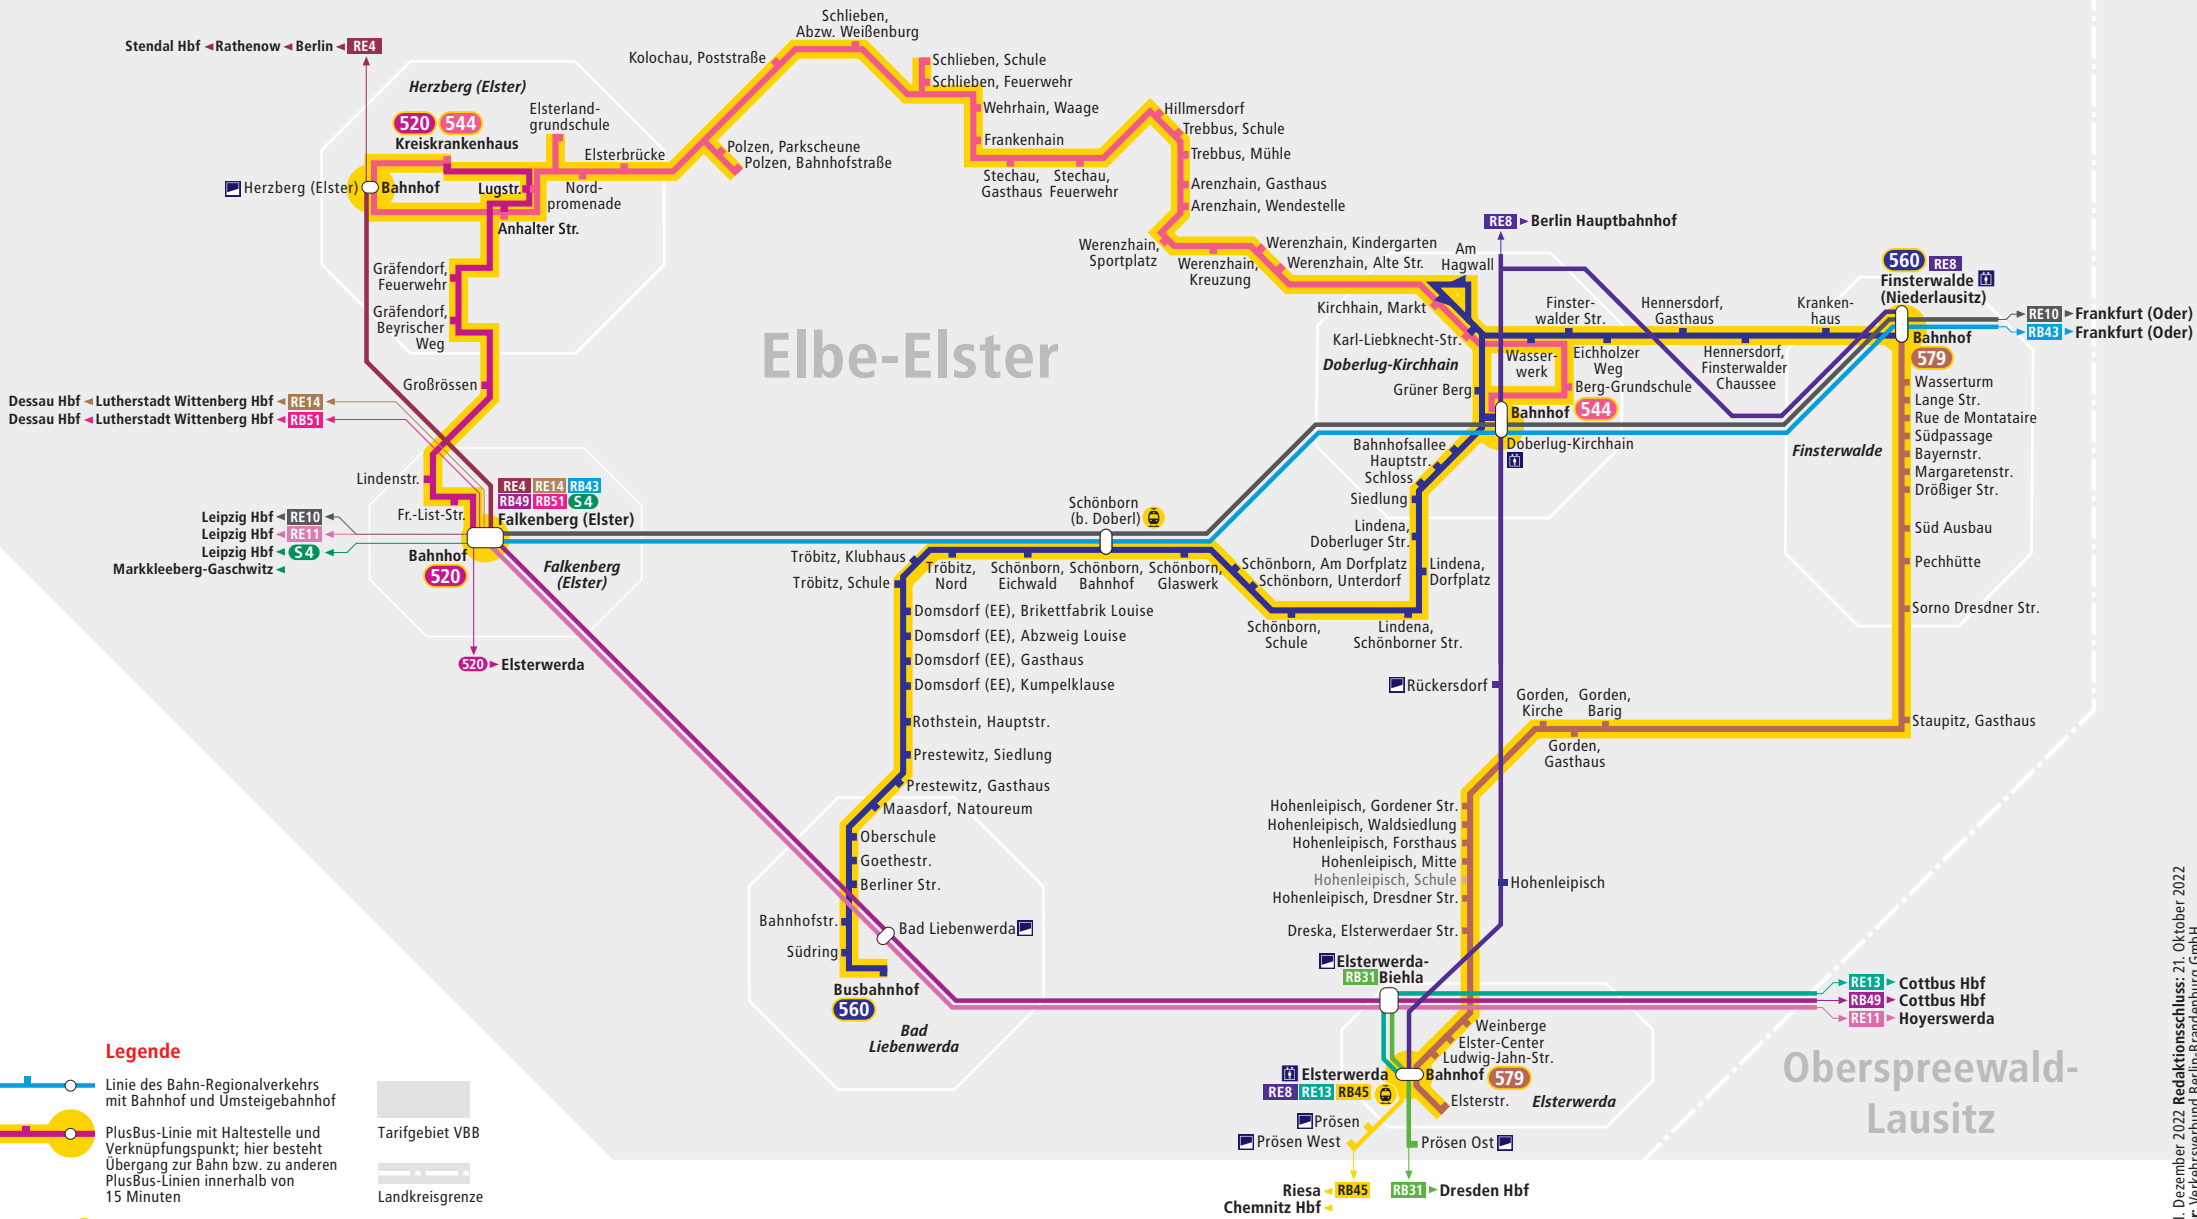 Stendal Hbf Rathenow Berlin RE4
Herzberg (Elster)
520 544
Kreiskrankenhaus
Herzberg (Elster)
Bahnhof
Lugstr.
Anhalter Str.
Elsterland-
grundschule
Elsterbrücke
Nord-
promenade
Kolochau, Poststraße
Schlieben,
Abzw. Weißenburg
Polzen, Parkscheune
Polzen, Bahnhofstraße
Schlieben, Schule
Schlieben, Feuerwehr
Wehrhain, Waage
Frankenhain
Stechau,
Gasthaus
Stechau,
Feuerwehr
Hillmersdorf
Trebbus, Schule
Trebbus, Mühle
Arenzhain, Gasthaus
Arenzhain, Wendestelle
Werenzhain,
Sportplatz
Werenzhain,
Kreuzung
Werenzhain, Kindergarten
Werenzhain, Alte Str.
Am
Hagwall
Kirchhain, Markt
Karl-Liebknecht-Str.
Doberlug-Kirchhain
Grüner Berg
RE8 Berlin Hauptbahnhof
Finster-
walder Str.
Wasser-
werk
Eichholzer
Weg
Berg-Grundschule
Bahnhof 544
Doberlug-Kirchhain
Hennersdorf,
Gasthaus
Hennersdorf,
Finsterwalder
Chaussee
Kranken-
haus
560 RE8
Finsterwalde
(Niederlausitz)
RE10 Frankfurt (Oder)
RB43 Frankfurt (Oder)
Bahnhof
579
Wasserturm
Lange Str.
Rue de Montataire
Südpassage
Bayernstr.
Margaretenstr.
Drößiger Str.
Süd Ausbau
Pechhütte
Sorno Dresdner Str.
Staupitz, Gasthaus
Finsterwalde
Elbe-Elster
Gräfendorf,
Feuerwehr
Gräfendorf,
Beyrischer
Weg
Großrössen
Dessau Hbf Lutherstadt Wittenberg Hbf RE14
Dessau Hbf Lutherstadt Wittenberg Hbf RB51
Lindenstr.
Fr.-List-Str.
RE4 RE14 RB43
RB49 RB51 S4
Falkenberg (Elster)
Leipzig Hbf RE10
Leipzig Hbf RE11
Leipzig Hbf S4
Markkleeberg-Gaschwitz
Bahnhof
520
Falkenberg
(Elster)
520 Elsterwerda
Schönborn
(b. Doberl)
Tröbitz, Klubhaus
Tröbitz, Schule
Tröbitz,
Nord
Schönborn,
Eichwald
Schönborn,
Bahnhof
Schönborn,
Glaswerk
Schönborn, Am Dorfplatz
Schönborn, Unterdorf
Schönborn,
Schule
Lindena,
Schönborner Str.
Lindena,
Dorfplatz
Lindena,
Doberluger Str.
Siedlung
Schloss
Hauptstr.
Bahnhofsallee
Domsdorf (EE), Brikettfabrik Louise
Domsdorf (EE), Abzweig Louise
Domsdorf (EE), Gasthaus
Domsdorf (EE), Kumpelklause
Rothstein, Hauptstr.
Prestewitz, Siedlung
Prestewitz, Gasthaus
Maasdorf, Natoureum
Oberschule
Goethestr.
Berliner Str.
Bahnhofstr.
Südring
Bad Liebenwerda
Busbahnhof
560
Bad
Liebenwerda
Rückersdorf
Gorden,
Kirche
Gorden,
Barig
Gorden,
Gasthaus
Hohenleipisch, Gordener Str.
Hohenleipisch, Waldsiedlung
Hohenleipisch, Forsthaus
Hohenleipisch, Mitte
Hohenleipisch, Schule
Hohenleipisch, Dresdner Str.
Dreska, Elsterwerdaer Str.
Hohenleipisch
Elsterwerda-
RB31 Biehla
RE13 Cottbus Hbf
RB49 Cottbus Hbf
RE11 Hoyerswerda
Weinberge
Elster-Center
Ludwig-Jahn-Str.
Elsterwerda
RE8 RE13 RB45
Bahnhof 579
Elsterstr.
Elsterwerda
Prösen
Prösen West
Prösen Ost
Riesa RB45
Chemnitz Hbf
RB31 Dresden Hbf
Oberspreewald-
Lausitz
Legende
Linie des Bahn-Regionalverkehrs
mit Bahnhof und Umsteigebahnhof
PlusBus-Linie mit Haltestelle und
Verknüpfungspunkt; hier besteht
Übergang zur Bahn bzw. zu anderen
PlusBus-Linien innerhalb von
15 Minuten
Tarifgebiet VBB
Landkreisgrenze
. Dezember 2022 Redaktionsschluss: 21. Oktober 2022
r: Verkehrsverbund Berlin-Brandenburg GmbH